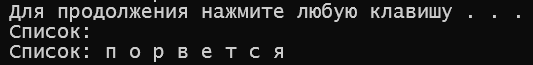 Для продолжения нажмите любую клавишу . . .
Список:
Список: п о р в е т с я